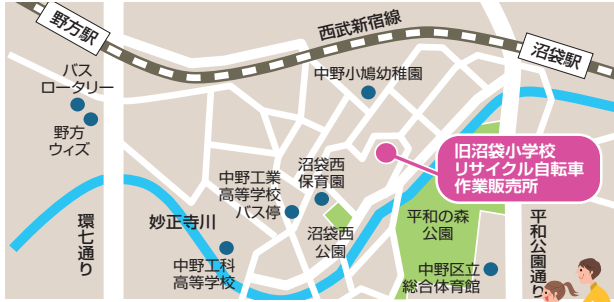 野方駅
西武新宿線
沼袋駅
バス
ロータリー
野方
ウィズ
中野小鳩幼稚園
旧沼袋小学校
リサイクル自転車
作業販売所
沼袋西
保育園
中野工業
高等学校
バス停
妙正寺川
沼袋西
公園
平和の森
公園
中野工科
高等学校
中野区立
総合体育館
環七通り
平和公園通り